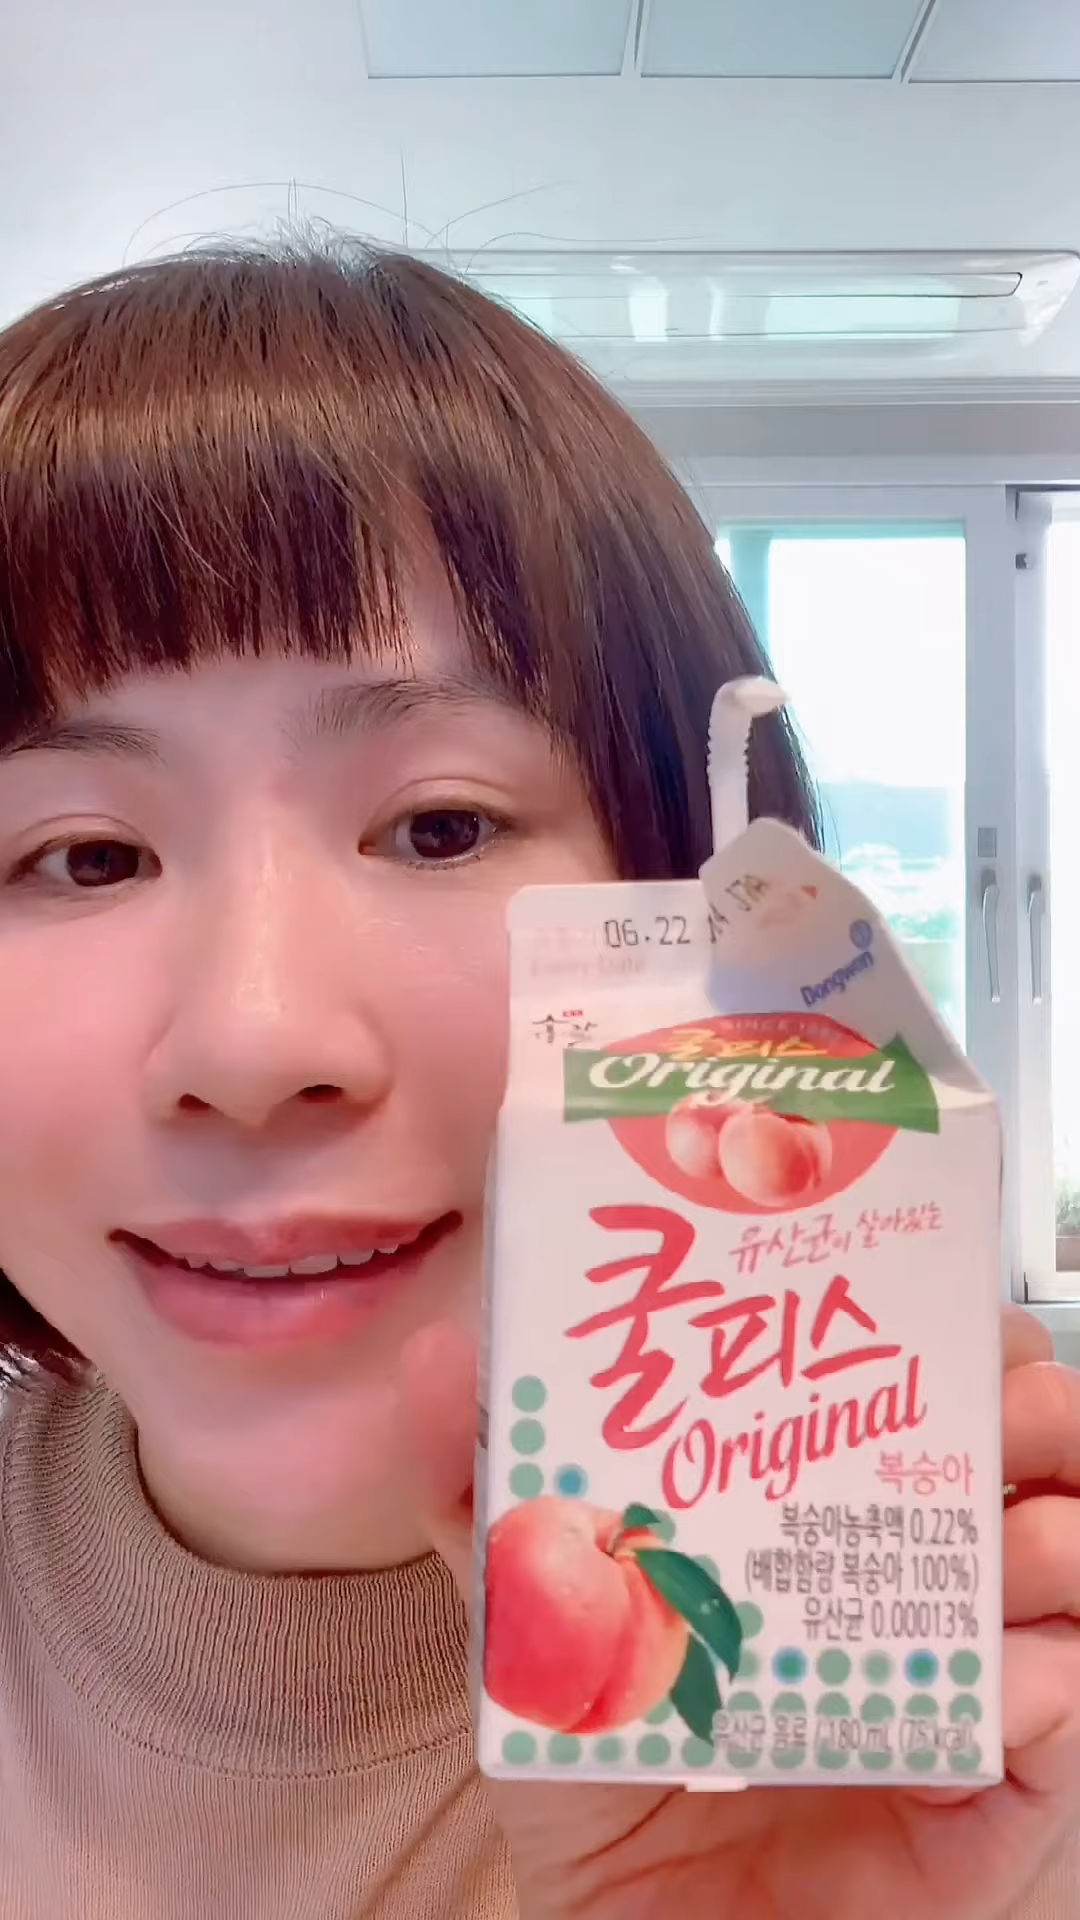 06.22
Dongwon
쿨피스
Original
유산균이 살아있는
쿨피스
Original
복숭아
복숭아농축액 0.22%
(배합함량 복숭아 100%)
유산균 0.00013%
유산균 음료 / 180mL (75 kcal)